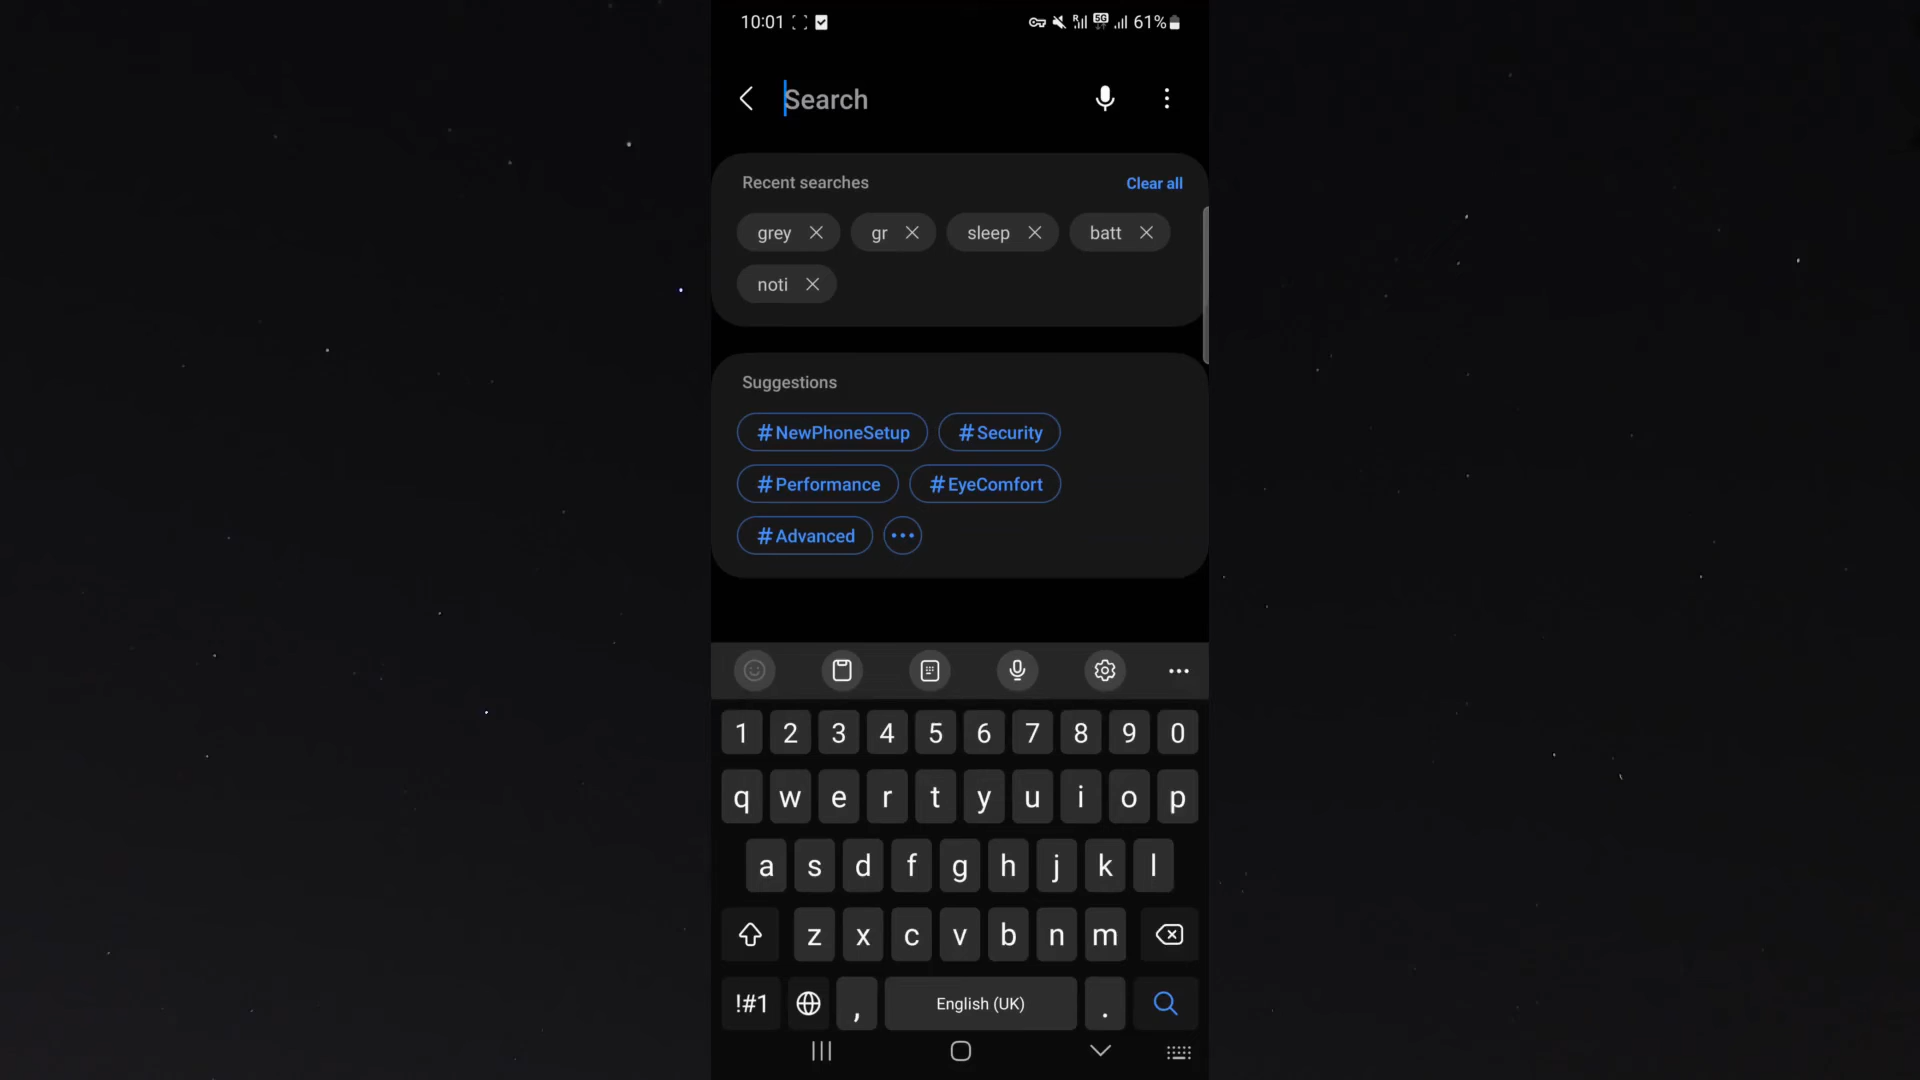 10:01 5G 61%
Search
Recent searches Clear all
grey gr sleep batt
noti
Suggestions
#NewPhoneSetup #Security
#Performance #EyeComfort
#Advanced
1 2 3 4 5 6 7 8 9 0
q w e r t y u i o p
a s d f g h j k l
z x c v b n m
!#1 , English (UK) .